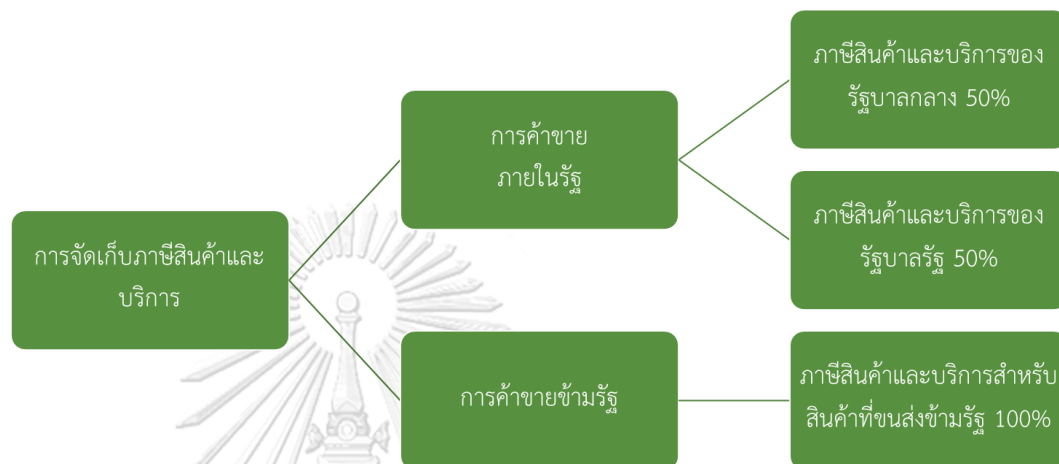 การจัดเก็บภาษีสินค้าและ
บริการ
การค้าขาย
ภายในรัฐ
ภาษีสินค้าและบริการของ
รัฐบาลกลาง 50%
ภาษีสินค้าและบริการของ
รัฐบาลรัฐ 50%
การค้าขายข้ามรัฐ
ภาษีสินค้าและบริการสำหรับ
สินค้าที่ขนส่งข้ามรัฐ 100%